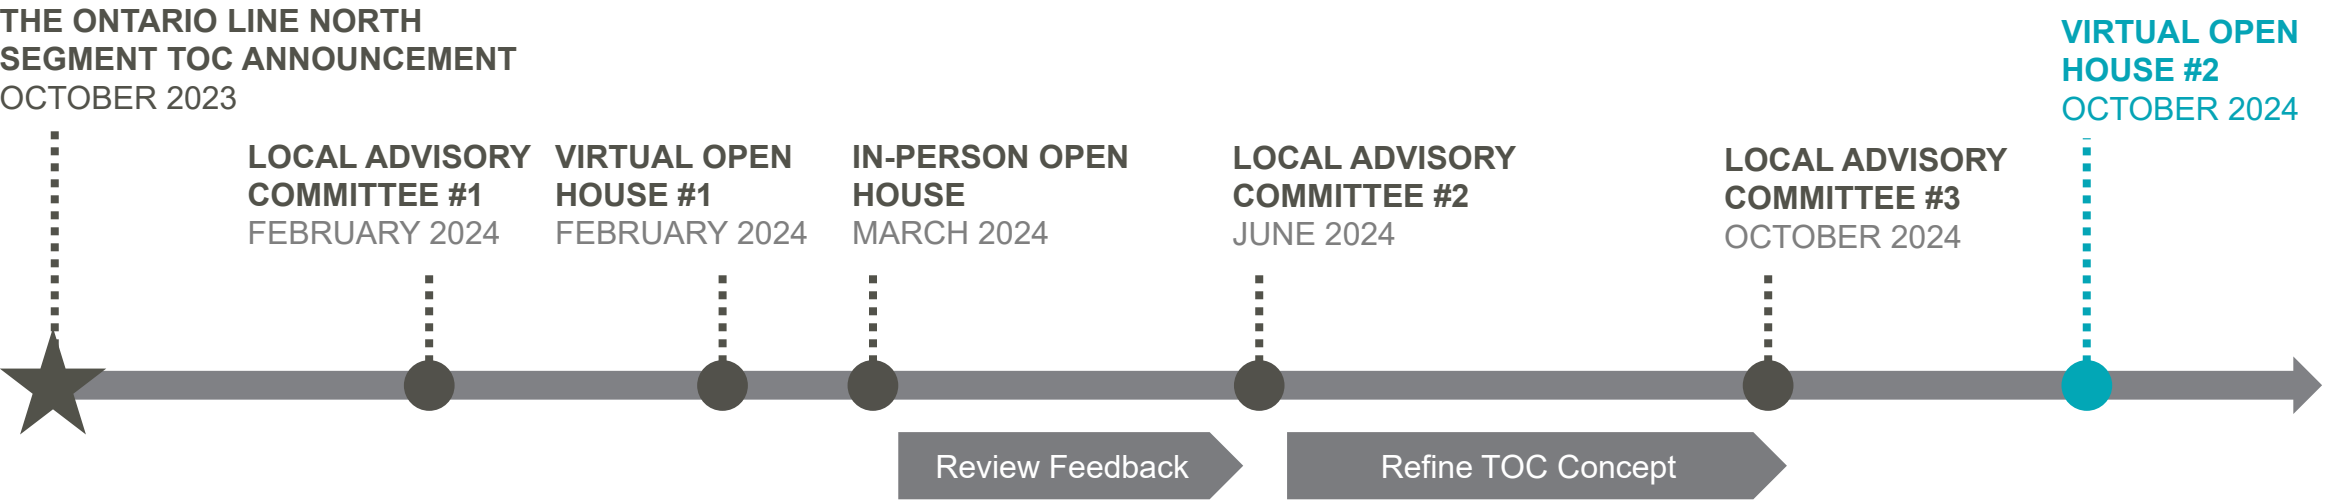 THE ONTARIO LINE NORTH
SEGMENT TOC ANNOUNCEMENT
OCTOBER 2023
LOCAL ADVISORY
COMMITTEE #1
FEBRUARY 2024
VIRTUAL OPEN
HOUSE #1
FEBRUARY 2024
IN-PERSON OPEN
HOUSE
MARCH 2024
LOCAL ADVISORY
COMMITTEE #2
JUNE 2024
LOCAL ADVISORY
COMMITTEE #3
OCTOBER 2024
VIRTUAL OPEN
HOUSE #2
OCTOBER 2024
Review Feedback
Refine TOC Concept